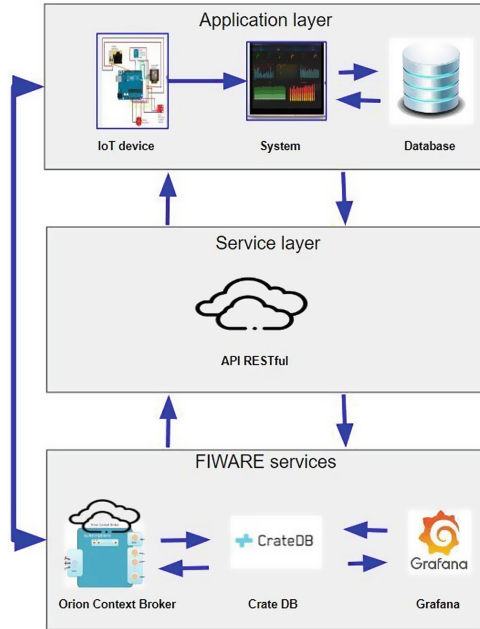 Application layer
IoT device
System
Database
Service layer
API RESTful
FIWARE services
CrateDB
Grafana
Orion Context Broker
Crate DB
Grafana